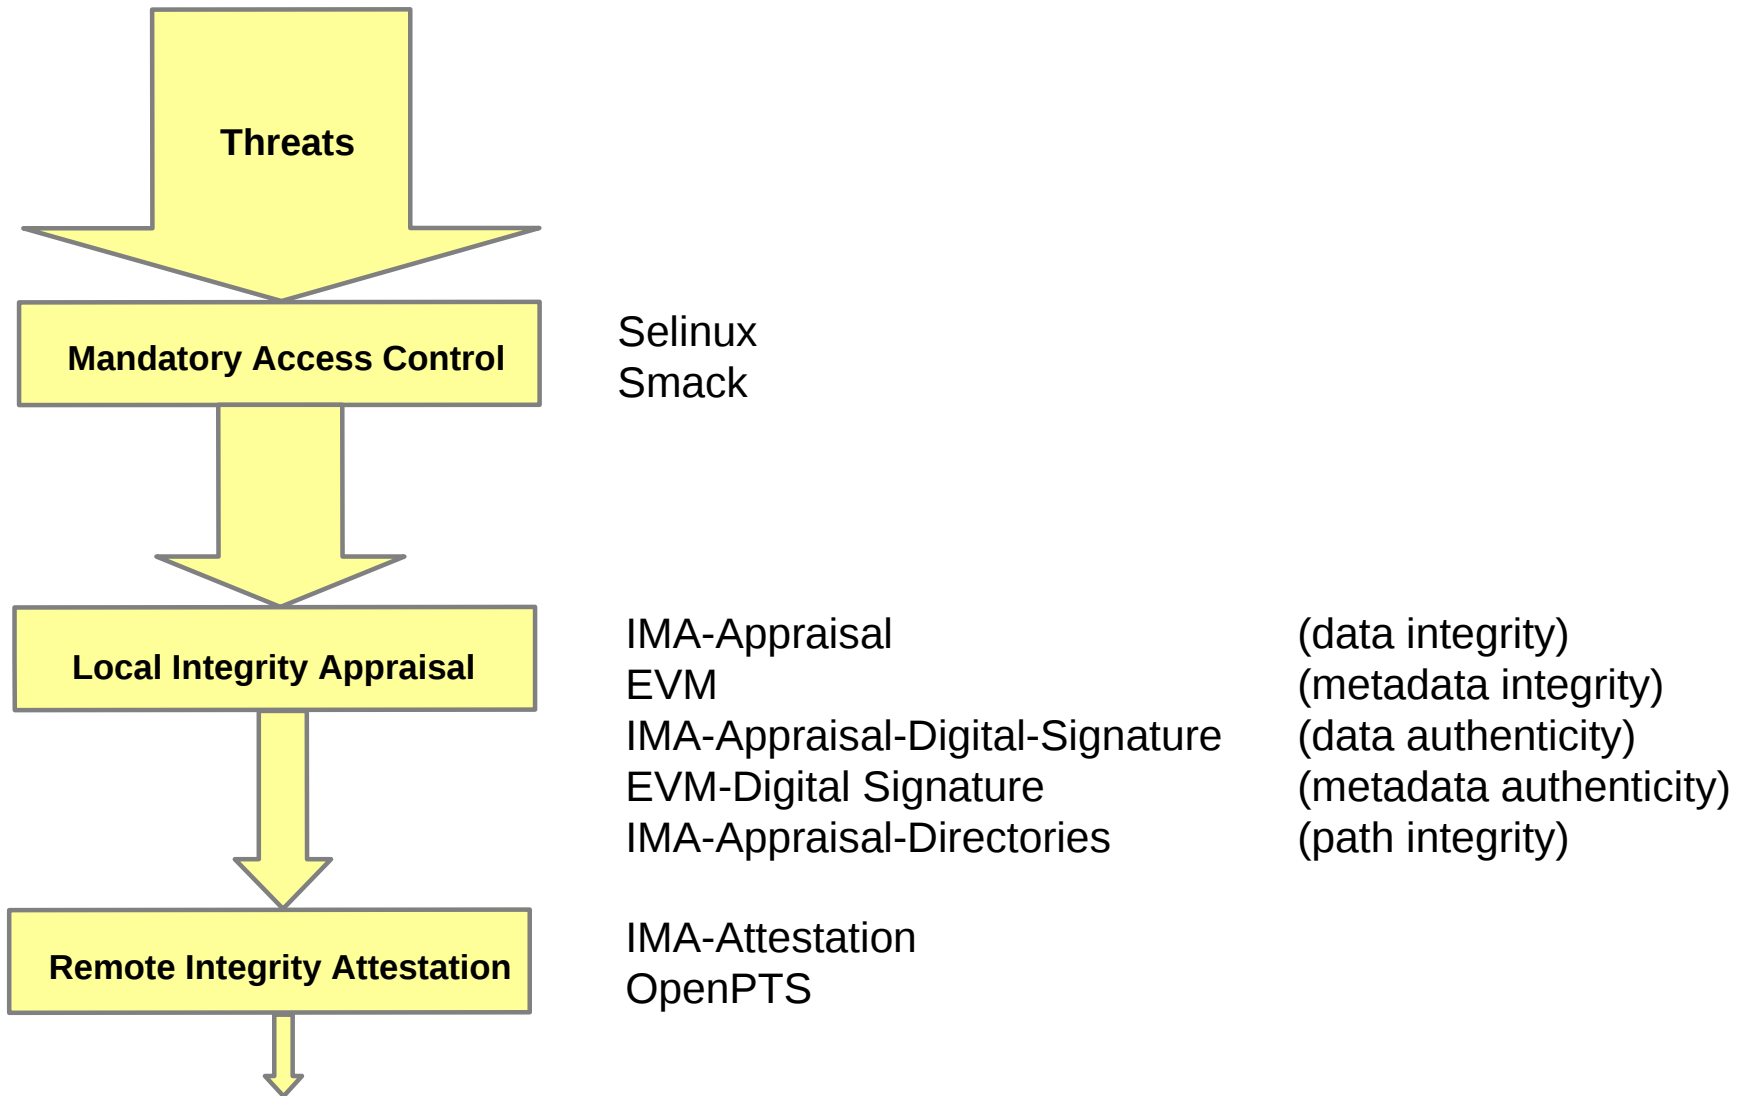 Threats
Mandatory Access Control
Selinux
Smack
Local Integrity Appraisal
IMA-Appraisal (data integrity)
EVM (metadata integrity)
IMA-Appraisal-Digital-Signature (data authenticity)
EVM-Digital Signature (metadata authenticity)
IMA-Appraisal-Directories (path integrity)
Remote Integrity Attestation
IMA-Attestation
OpenPTS